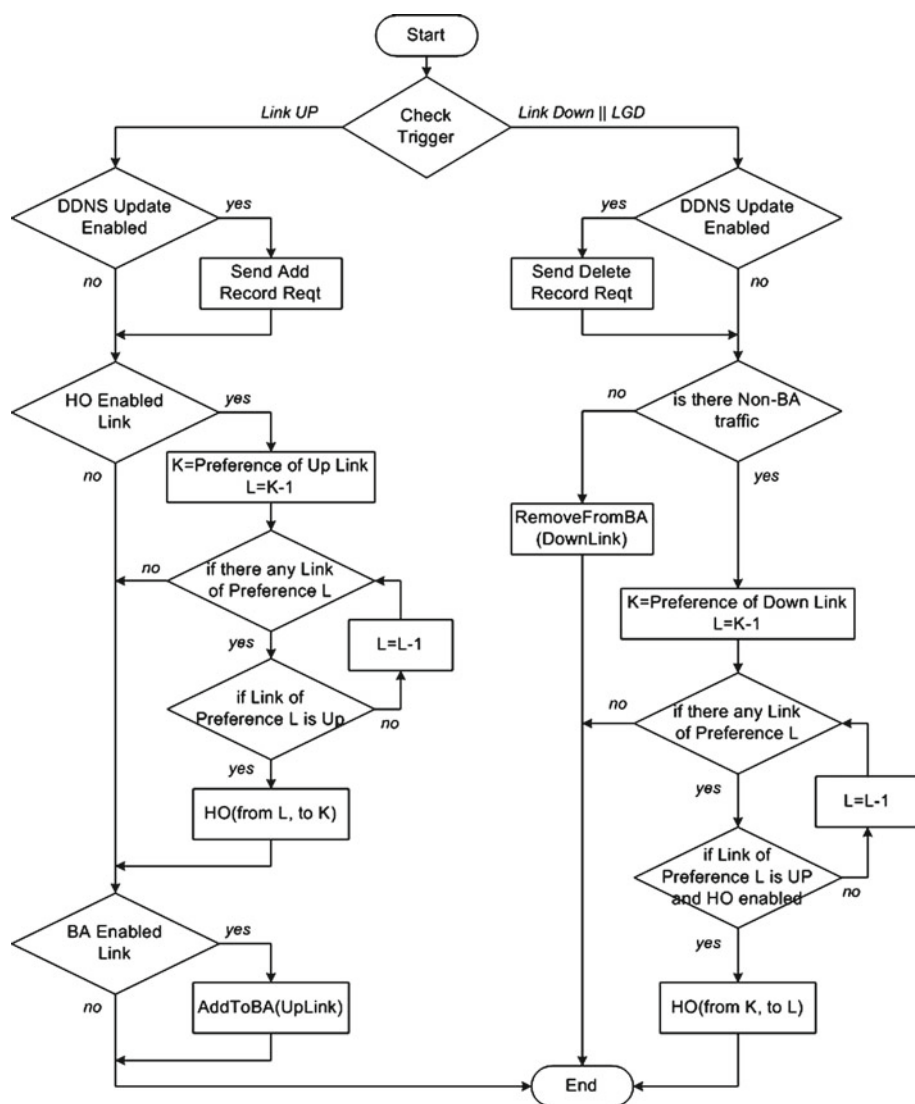 Start
Check
Trigger
Link UP
Link Down || LGD
DDNS Update
Enabled
yes
no
Send Add
Record Reqt
HO Enabled
Link
yes
no
K=Preference of Up Link
L=K-1
if there any Link
of Preference L
no
yes
L=L-1
if Link of
Preference L is Up
no
yes
HO(from L, to K)
BA Enabled
Link
yes
no
AddToBA(UpLink)
DDNS Update
Enabled
yes
no
Send Delete
Record Reqt
is there Non-BA
traffic
no
yes
RemoveFromBA
(DownLink)
K=Preference of Down Link
L=K-1
if there any Link
of Preference L
no
yes
L=L-1
if Link of
Preference L is UP
and HO enabled
no
yes
HO(from K, to L)
End